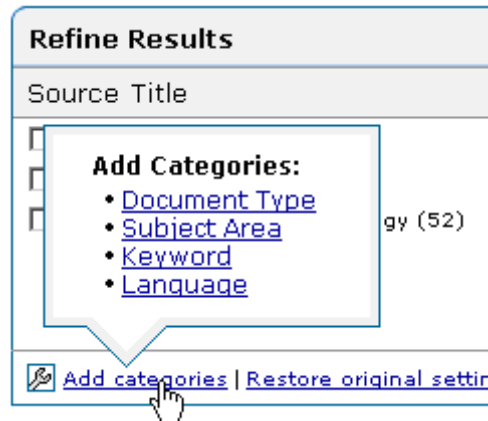 Refine Results
Source Title
Add Categories:
• Document Type
• Subject Area
• Keyword
• Language
gy (52)
Add categories | Restore original settin